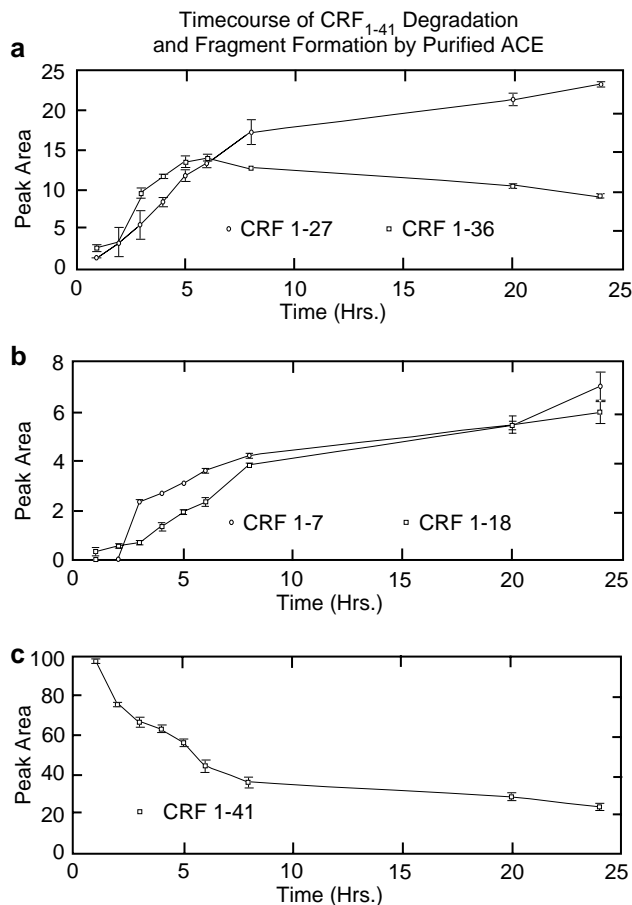 Timecourse of CRF1-41 Degradation
and Fragment Formation by Purified ACE
a
25
20
15
10
5
0
Peak Area
CRF 1-27 CRF 1-36
0 5 10 15 20 25
Time (Hrs.)
b
8
6
4
2
0
Peak Area
CRF 1-7 CRF 1-18
0 5 10 15 20 25
Time (Hrs.)
c
100
80
60
40
20
0
Peak Area
CRF 1-41
0 5 10 15 20 25
Time (Hrs.)